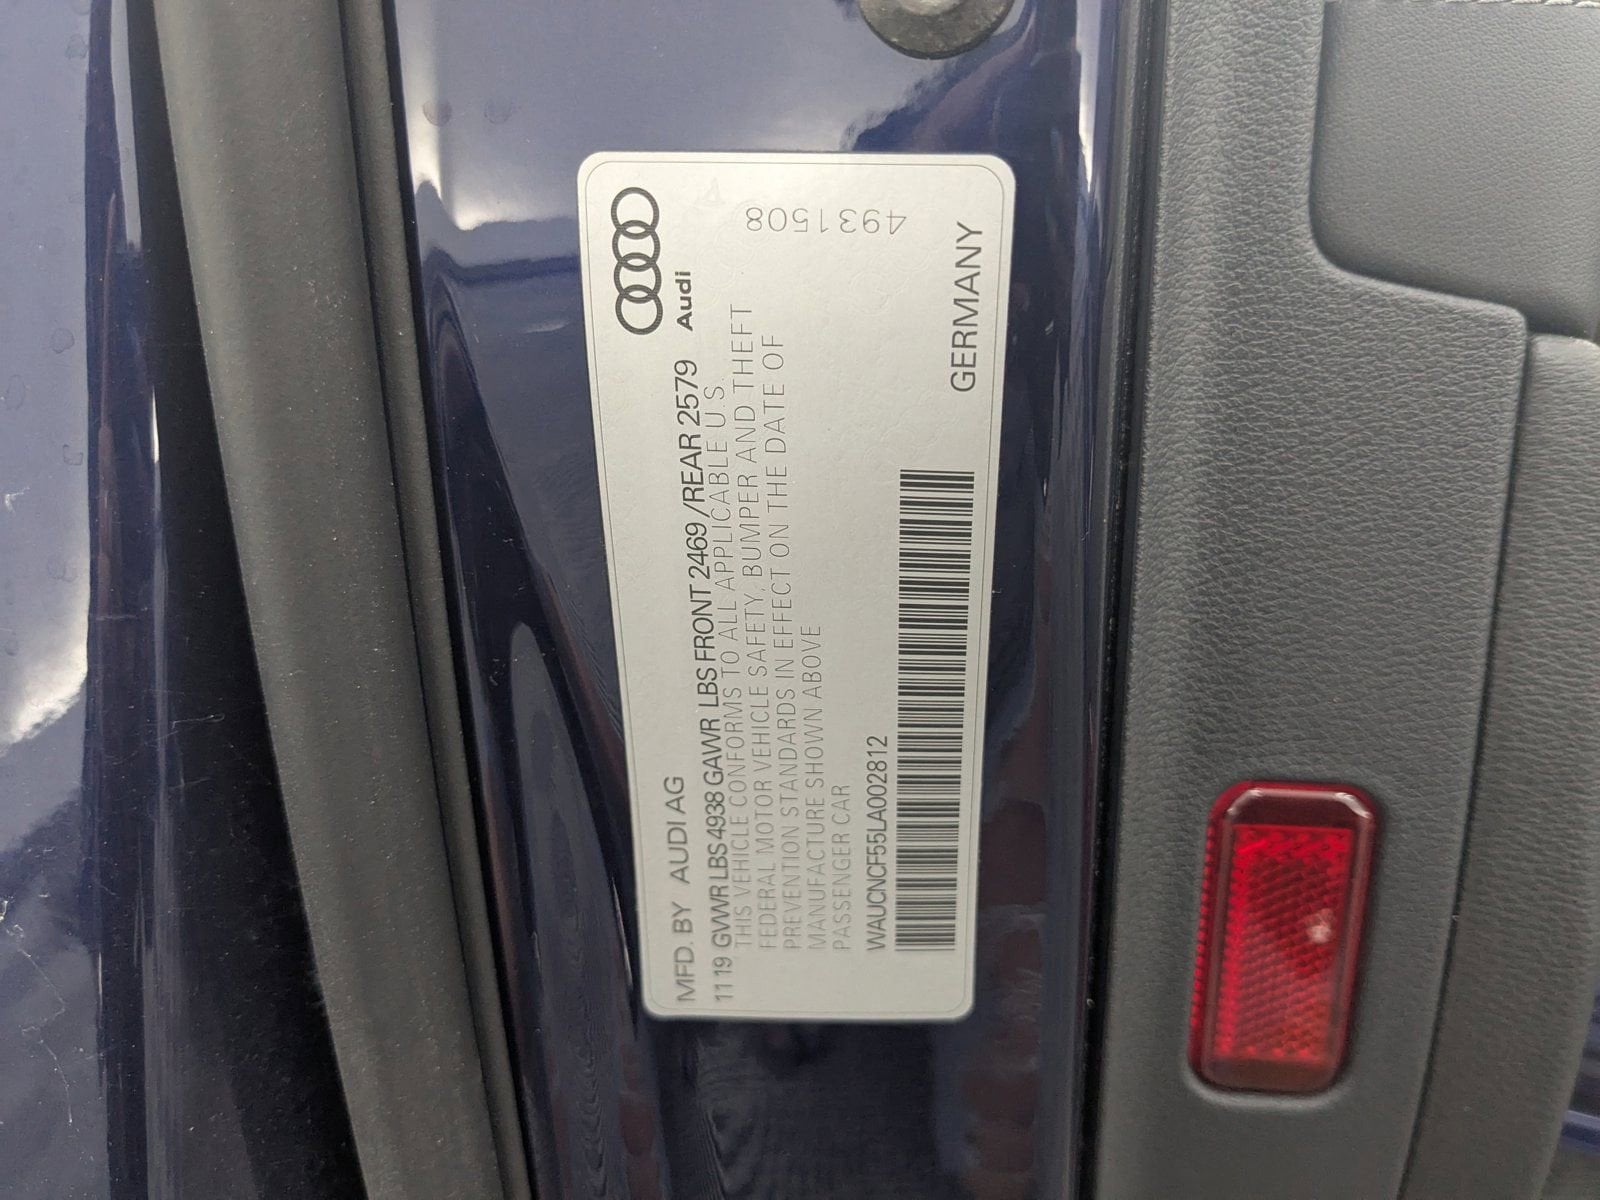 MFD. BY AUDI AG
11 19 GVWR LBS 4938 GAWR LBS FRONT 2469 /REAR 2579
THIS VEHICLE CONFORMS TO ALL APPLICABLE U.S.
FEDERAL MOTOR VEHICLE SAFETY, BUMPER AND THEFT
PREVENTION STANDARDS IN EFFECT ON THE DATE OF
MANUFACTURE SHOWN ABOVE
PASSENGER CAR
WAUCNCF55LA002812
Audi
4931508
GERMANY